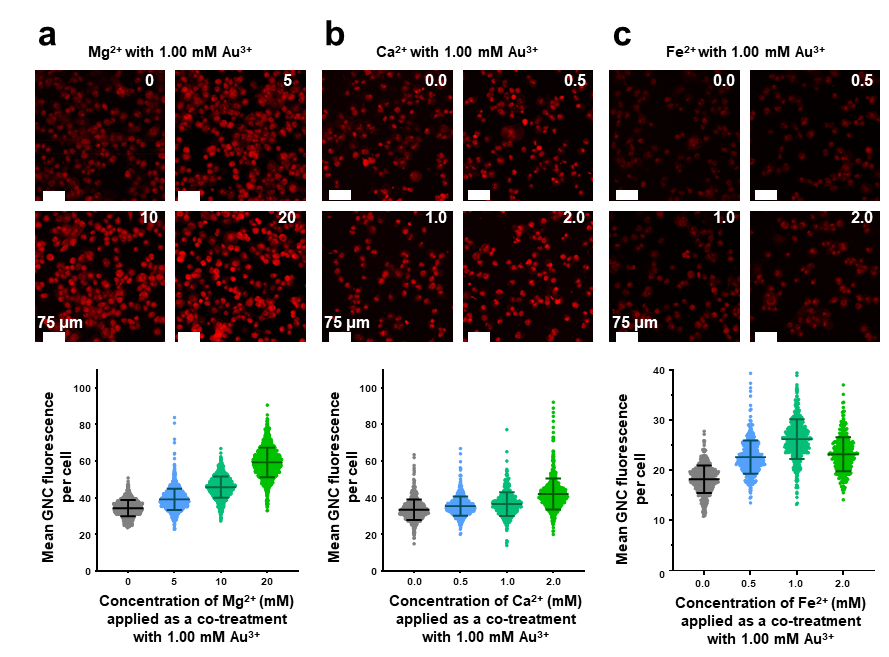 a
Mg²⁺ with 1.00 mM Au³⁺
0
5
10
20
75 µm
Mean GNC fluorescence
per cell
100
80
60
40
20
0
0
5
10
20
Concentration of Mg²⁺ (mM)
applied as a co-treatment
with 1.00 mM Au³⁺
b
Ca²⁺ with 1.00 mM Au³⁺
0.0
0.5
1.0
2.0
75 µm
Mean GNC fluorescence
per cell
100
80
60
40
20
0
0.0
0.5
1.0
2.0
Concentration of Ca²⁺ (mM)
applied as a co-treatment
with 1.00 mM Au³⁺
c
Fe²⁺ with 1.00 mM Au³⁺
0.0
0.5
1.0
2.0
75 µm
Mean GNC fluorescence
per cell
40
30
20
10
0
0.0
0.5
1.0
2.0
Concentration of Fe²⁺ (mM)
applied as a co-treatment
with 1.00 mM Au³⁺